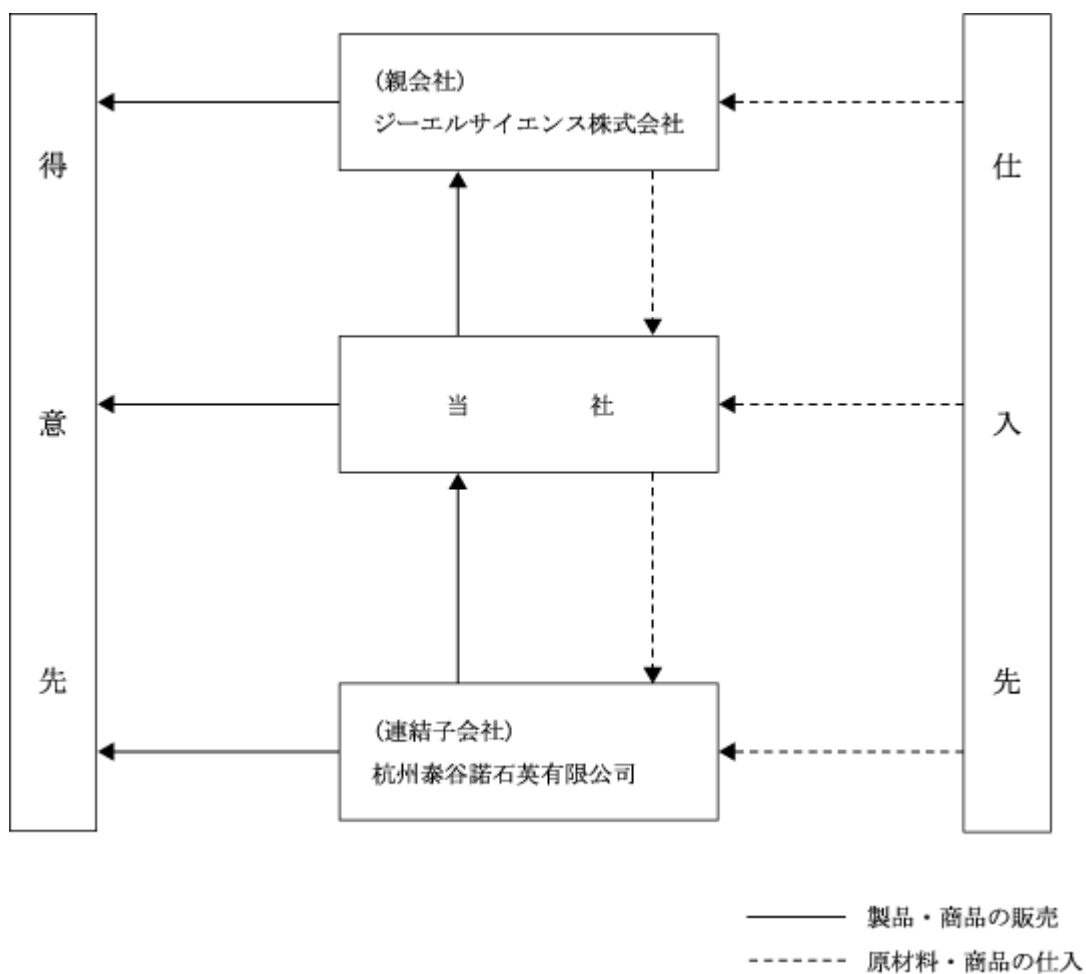 得意先
(親会社)
ジーエルサイエンス株式会社
当社
(連結子会社)
杭州泰谷諾石英有限公司
仕入先
製品・商品の販売
原材料・商品の仕入